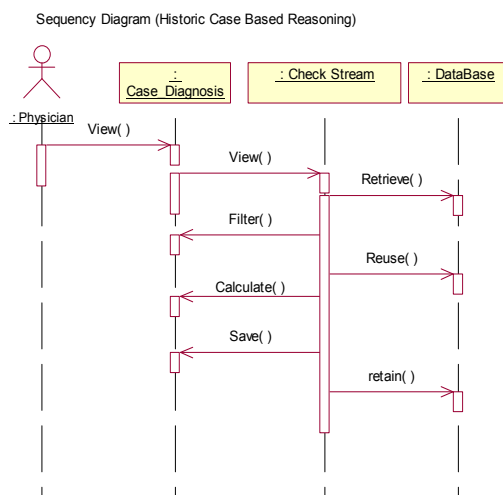 Sequency Diagram (Historic Case Based Reasoning)
: Physician
:
Case_Diagnosis
: Check Stream
: DataBase
View( )
View( )
Retrieve( )
Filter( )
Reuse( )
Calculate( )
Save( )
retain( )